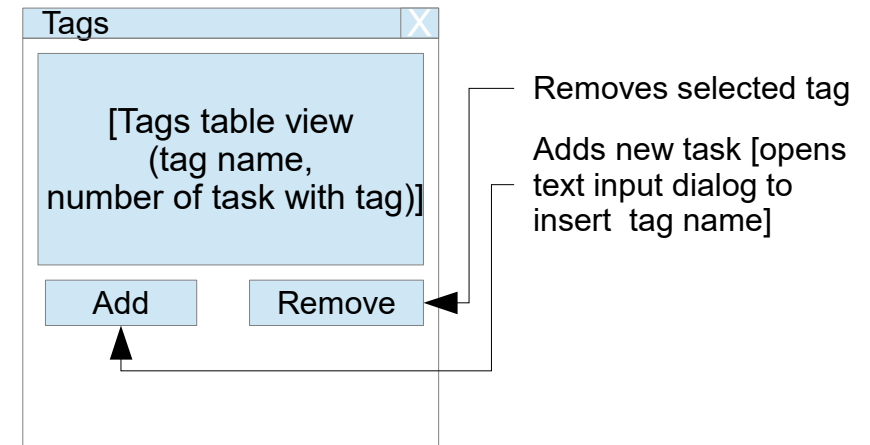 Tags
X
[Tags table view
(tag name,
number of task with tag)]
Add
Remove
Removes selected tag
Adds new task [opens
text input dialog to
insert  tag name]